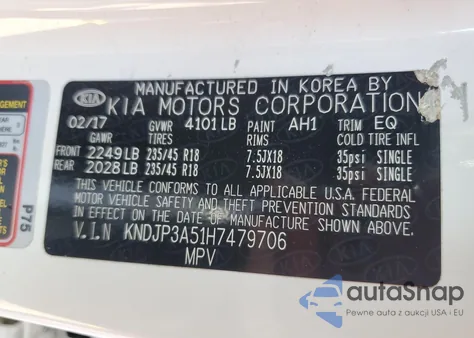 MANUFACTURED IN KOREA BY
KIA KIA MOTORS CORPORATION
02/17 GVWR 4101 LB PAINT AH1 TRIM EQ
GAWR TIRES RIMS COLD TIRE INFL
FRONT 2249 LB 235/45 R18 7.5JX18 35psi SINGLE
REAR 2028 LB 235/45 R18 7.5JX18 35psi SINGLE
THIS VEHICLE CONFORMS TO ALL APPLICABLE U.S.A. FEDERAL
MOTOR VEHICLE SAFETY AND THEFT PREVENTION STANDARDS
IN EFFECT ON THE DATE OF MANUFACTURE SHOWN ABOVE.
V.I.N KNDJP3A51H7479706
MPV
P75
autoSnap
Pewne auta z aukcji USA i EU